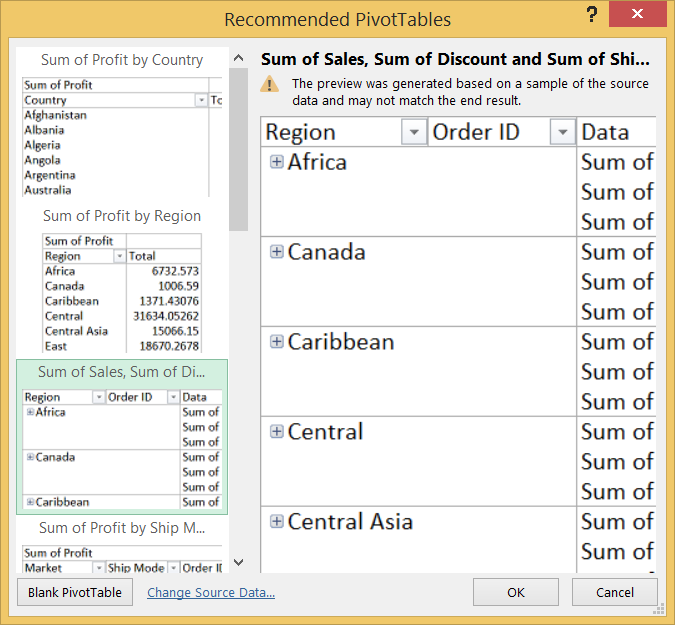 Recommended PivotTables
?
Sum of Profit by Country
Sum of Profit
Country
Afghanistan
Albania
Algeria
Angola
Argentina
Australia
Sum of Profit by Region
Sum of Profit
Region Total
Africa 6732.573
Canada 1006.59
Caribbean 1371.43076
Central 31634.05262
Central Asia 15066.15
East 18670.2678
Sum of Sales, Sum of Di...
Region Order ID Data
Africa Sum of
Sum of
Sum of
Canada Sum of
Sum of
Sum of
Caribbean Sum of
Sum of Profit by Ship M...
Sum of Profit
Market Ship Mode Order
Sum of Sales, Sum of Discount and Sum of Shi...
The preview was generated based on a sample of the source
data and may not match the end result.
Region Order ID Data
Africa Sum of
Sum of
Sum of
Canada Sum of
Sum of
Sum of
Caribbean Sum of
Sum of
Sum of
Central Sum of
Sum of
Sum of
Central Asia Sum of
Sum of
Blank PivotTable
Change Source Data...
OK
Cancel